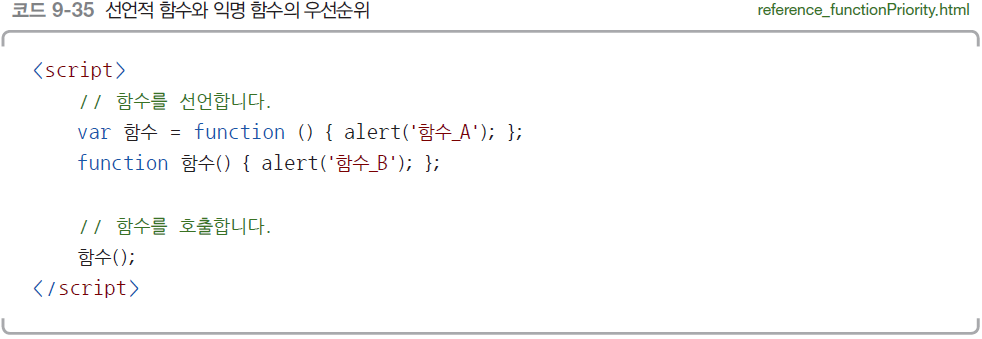 코드 9-35 선언적 함수와 익명 함수의 우선순위 reference_functionPriority.html
<script>
// 함수를 선언합니다.
var 함수 = function () { alert('함수_A'); };
function 함수() { alert('함수_B'); };
// 함수를 호출합니다.
함수();
</script>